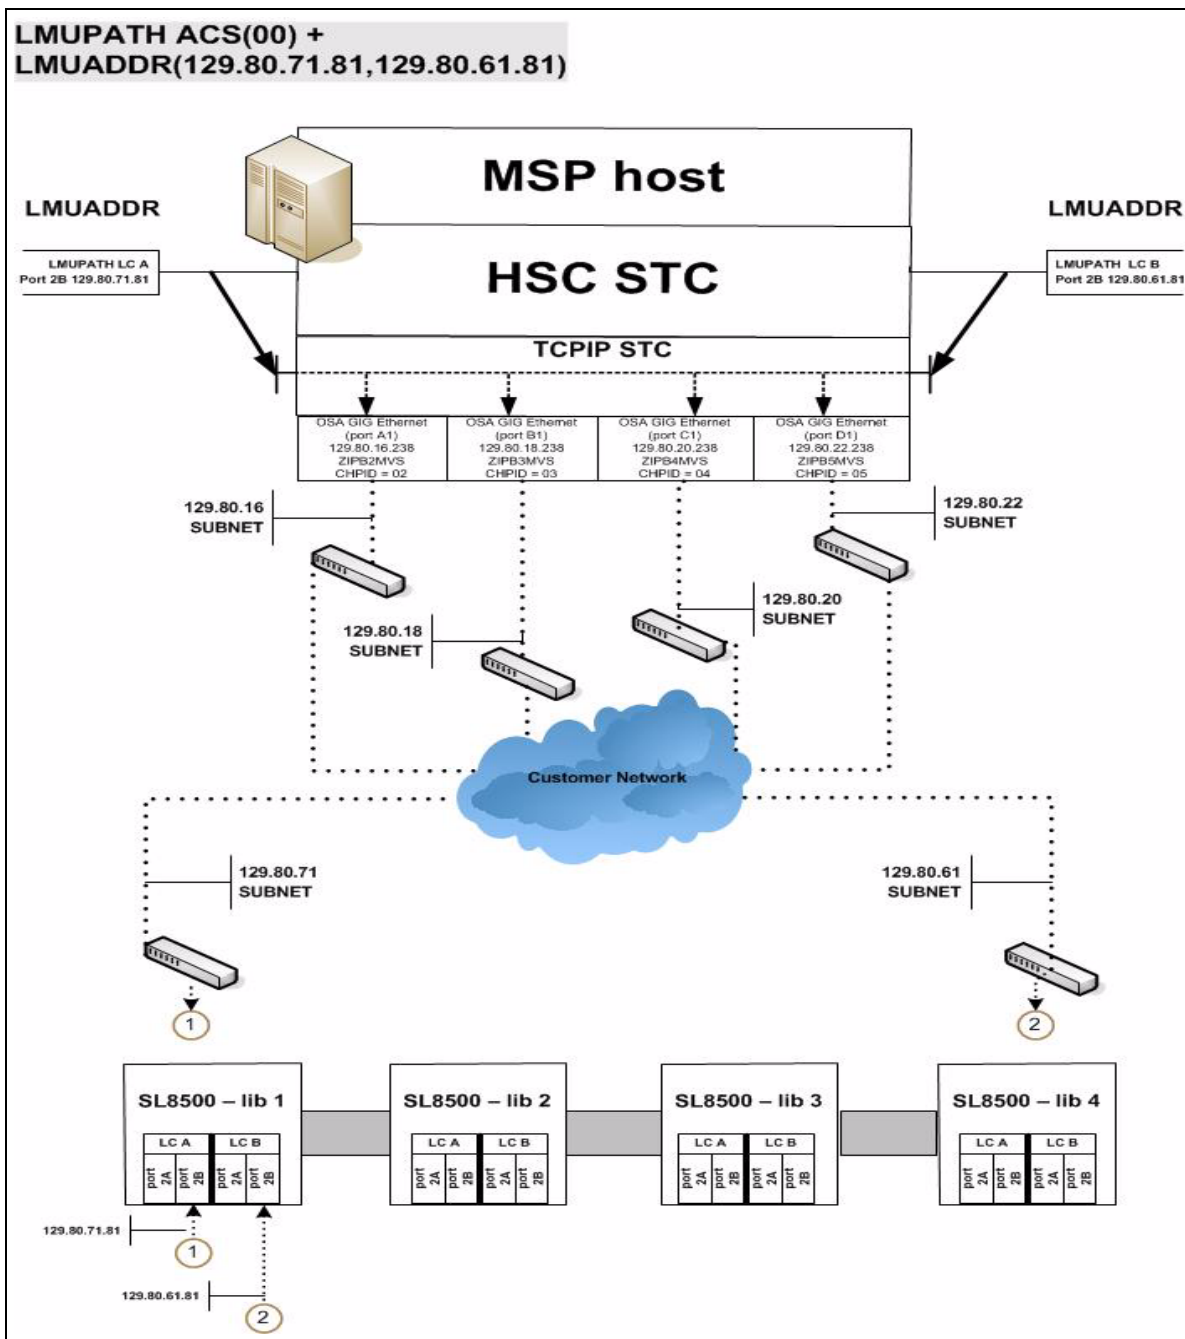 LMUPATH ACS(00) +
LMUADDR(129.80.71.81,129.80.61.81)
MSP host
LMUADDR
LMUADDR
LMUPATH LC A
Port 2B 129.80.71.81
HSC STC
LMUPATH LC B
Port 2B 129.80.61.81
TCPIP STC
OSA GIG Ethernet
(port A1)
129.80.16.238
ZIPB2MVS
CHPID = 02
OSA GIG Ethernet
(port B1)
129.80.18.238
ZIPB3MVS
CHPID = 03
OSA GIG Ethernet
(port C1)
129.80.20.238
ZIPB4MVS
CHPID = 04
OSA GIG Ethernet
(port D1)
129.80.22.238
ZIPB5MVS
CHPID = 05
129.80.16
SUBNET
129.80.22
SUBNET
129.80.20
SUBNET
129.80.18
SUBNET
Customer Network
129.80.71
SUBNET
129.80.61
SUBNET
1
2
SL8500 – lib 1
LC A
LC B
port 2A
port 2B
port 2A
port 2B
SL8500 – lib 2
LC A
LC B
port 2A
port 2B
port 2A
port 2B
SL8500 – lib 3
LC A
LC B
port 2A
port 2B
port 2A
port 2B
SL8500 – lib 4
LC A
LC B
port 2A
port 2B
port 2A
port 2B
129.80.71.81
1
129.80.61.81
2